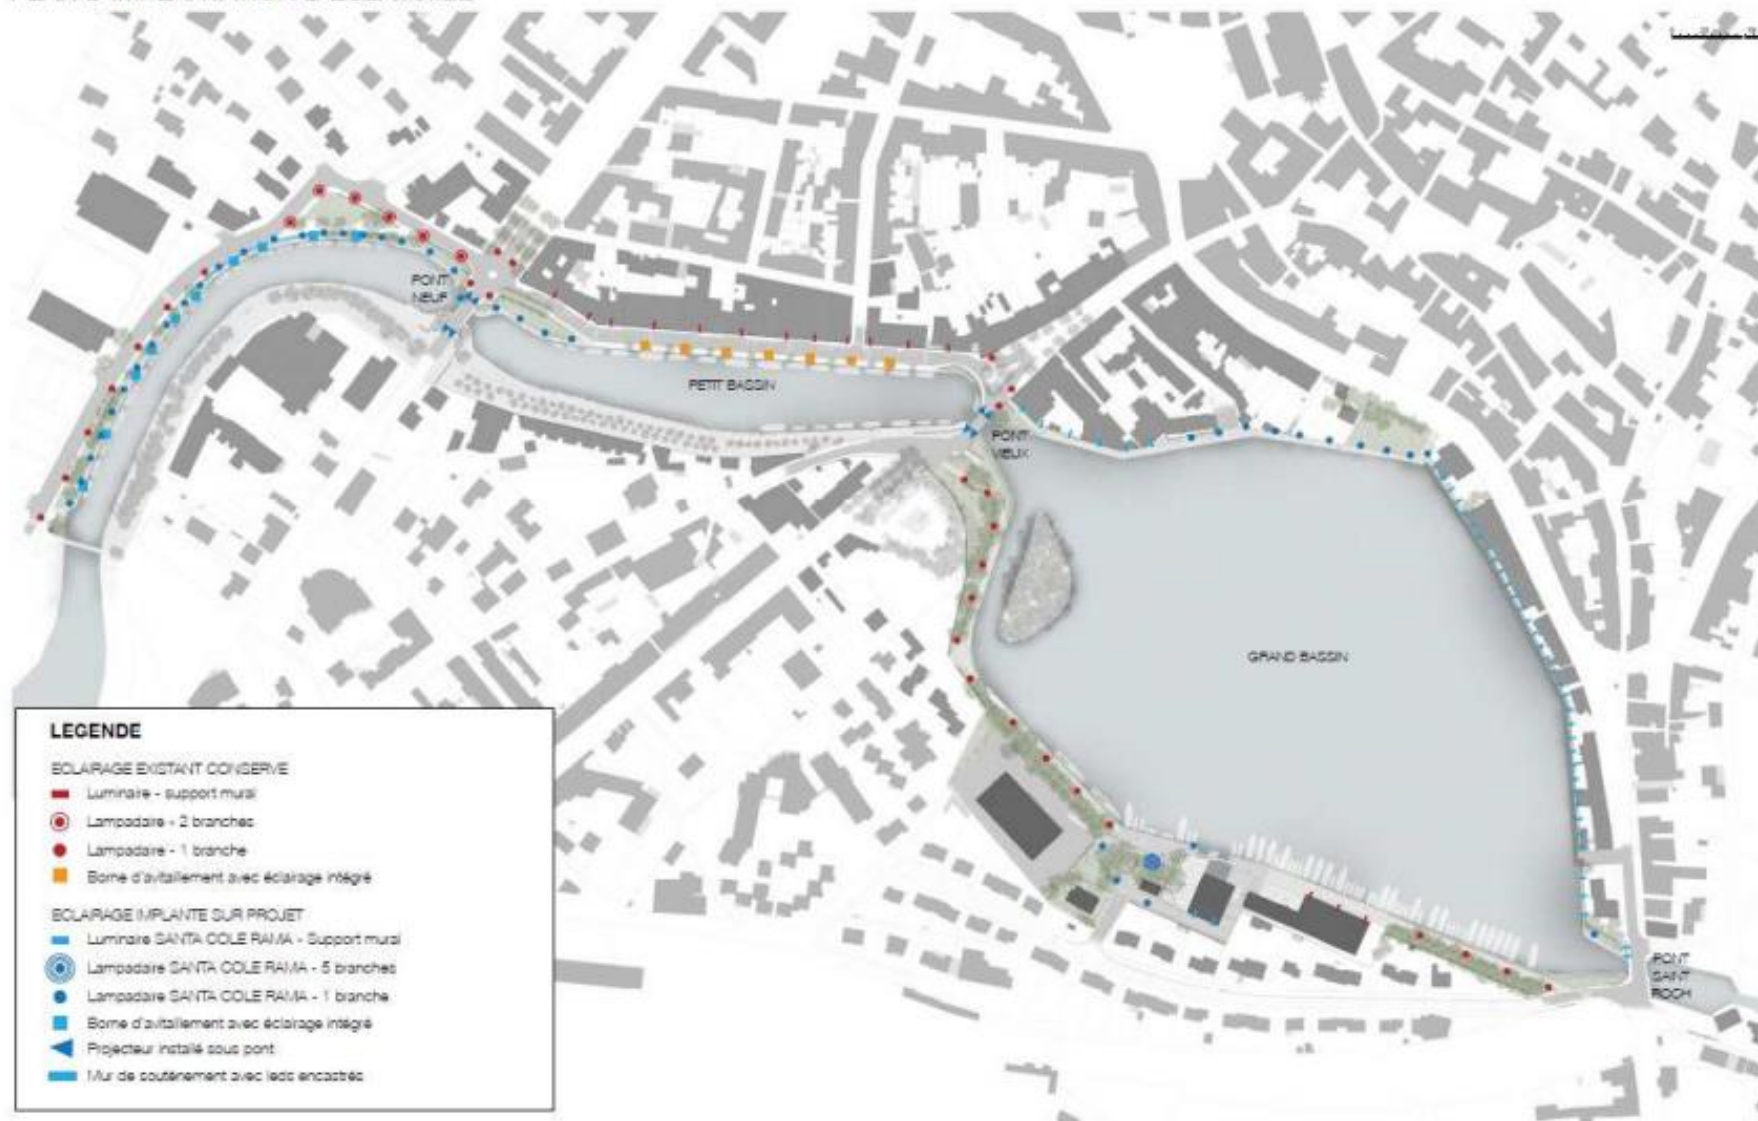 PONT
NEUF
PETIT BASSIN
PONT
VIEUX
GRAND BASSIN
PONT
SAINT
ROCH
LEGENDE
ECLAIRAGE EXISTANT CONSERVE
Luminaire - support mural
Lampadaire - 2 branches
Lampadaire - 1 branche
Borne d'avitallement avec éclairage intégré
ECLAIRAGE IMPLANTE SUR PROJET
Luminaire SANTA COLE RAMA - Support mural
Lampadaire SANTA COLE RAMA - 5 branches
Lampadaire SANTA COLE RAMA - 1 branche
Borne d'avitallement avec éclairage intégré
Projecteur installé sous pont
Mur de soutènement avec leds encastrés